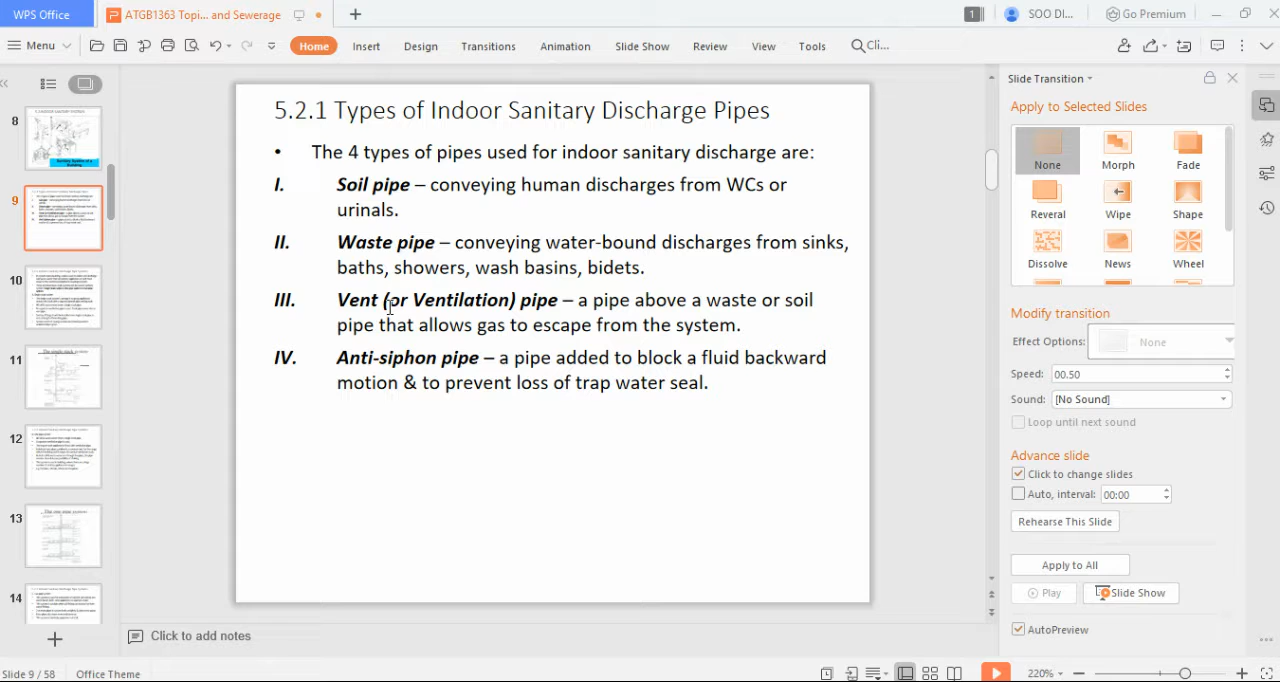 WPS Office
ATGB1363 Topi... and Sewerage
1
SOO DI...
Go Premium
Menu
Home
Insert
Design
Transitions
Animation
Slide Show
Review
View
Tools
Cli...
8
9
10
11
12
13
14
5.2.1 Types of Indoor Sanitary Discharge Pipes
• The 4 types of pipes used for indoor sanitary discharge are:
I. Soil pipe – conveying human discharges from WCs or
urinals.
II. Waste pipe – conveying water-bound discharges from sinks,
baths, showers, wash basins, bidets.
III. Vent (or Ventilation) pipe – a pipe above a waste or soil
pipe that allows gas to escape from the system.
IV. Anti-siphon pipe – a pipe added to block a fluid backward
motion & to prevent loss of trap water seal.
Slide Transition
Apply to Selected Slides
None
Morph
Fade
Reveral
Wipe
Shape
Dissolve
News
Wheel
Modify transition
Effect Options:
None
Speed: 00.50
Sound: [No Sound]
Loop until next sound
Advance slide
Click to change slides
Auto, interval: 00:00
Rehearse This Slide
Apply to All
Play
Slide Show
AutoPreview
Click to add notes
Slide 9 / 58
Office Theme
220%